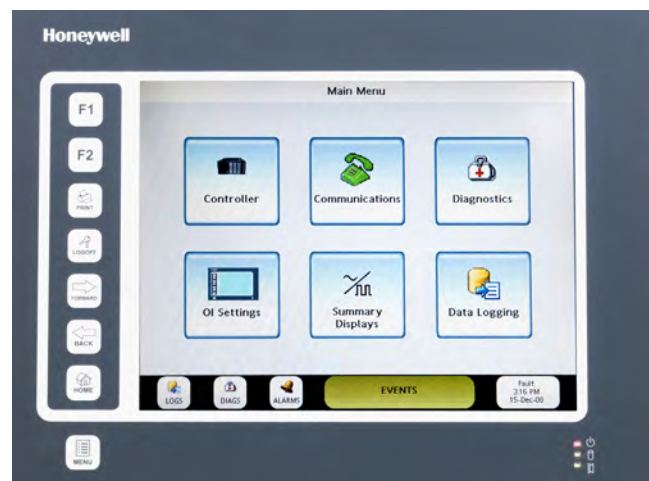 Honeywell
Main Menu
F1
F2
PRINT
LOGOFF
FORWARD
BACK
HOME
MENU
Controller
Communications
Diagnostics
OI Settings
Summary
Displays
Data Logging
LOGS
DIAGS
ALARMS
EVENTS
Fault
2:16 PM
15-Dec-00